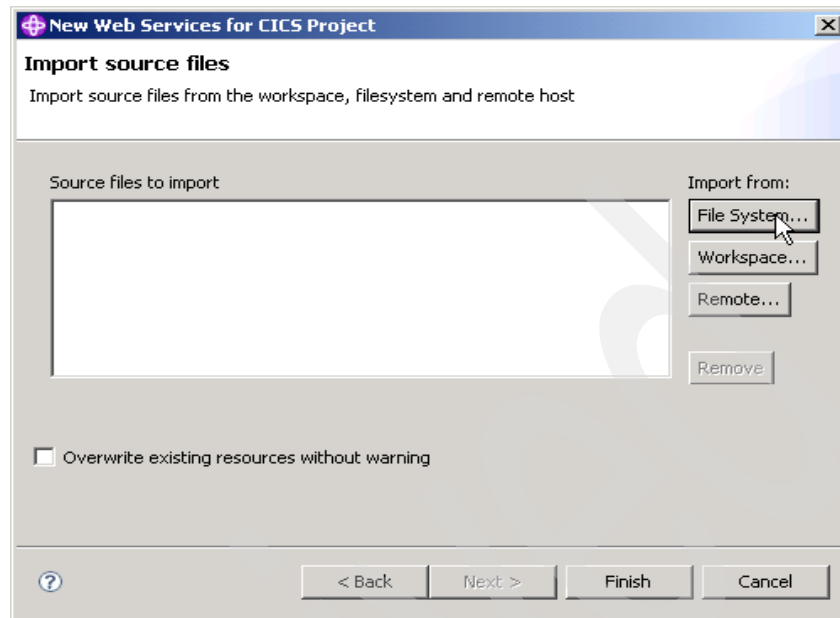 New Web Services for CICS Project
Import source files
Import source files from the workspace, filesystem and remote host
Source files to import
Import from:
File System...
Workspace...
Remote...
Remove
Overwrite existing resources without warning
?
< Back
Next >
Finish
Cancel